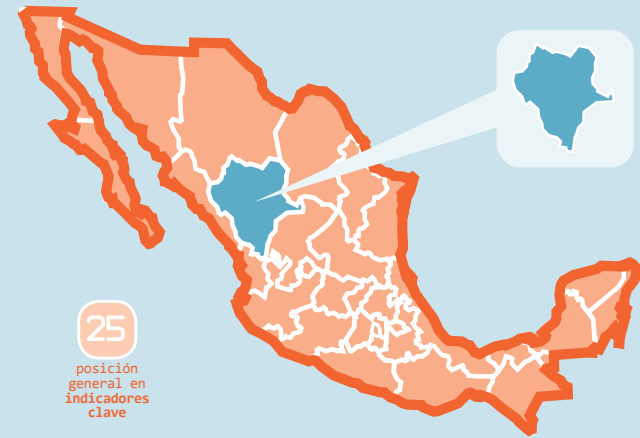 25
posición
general en
indicadores
clave